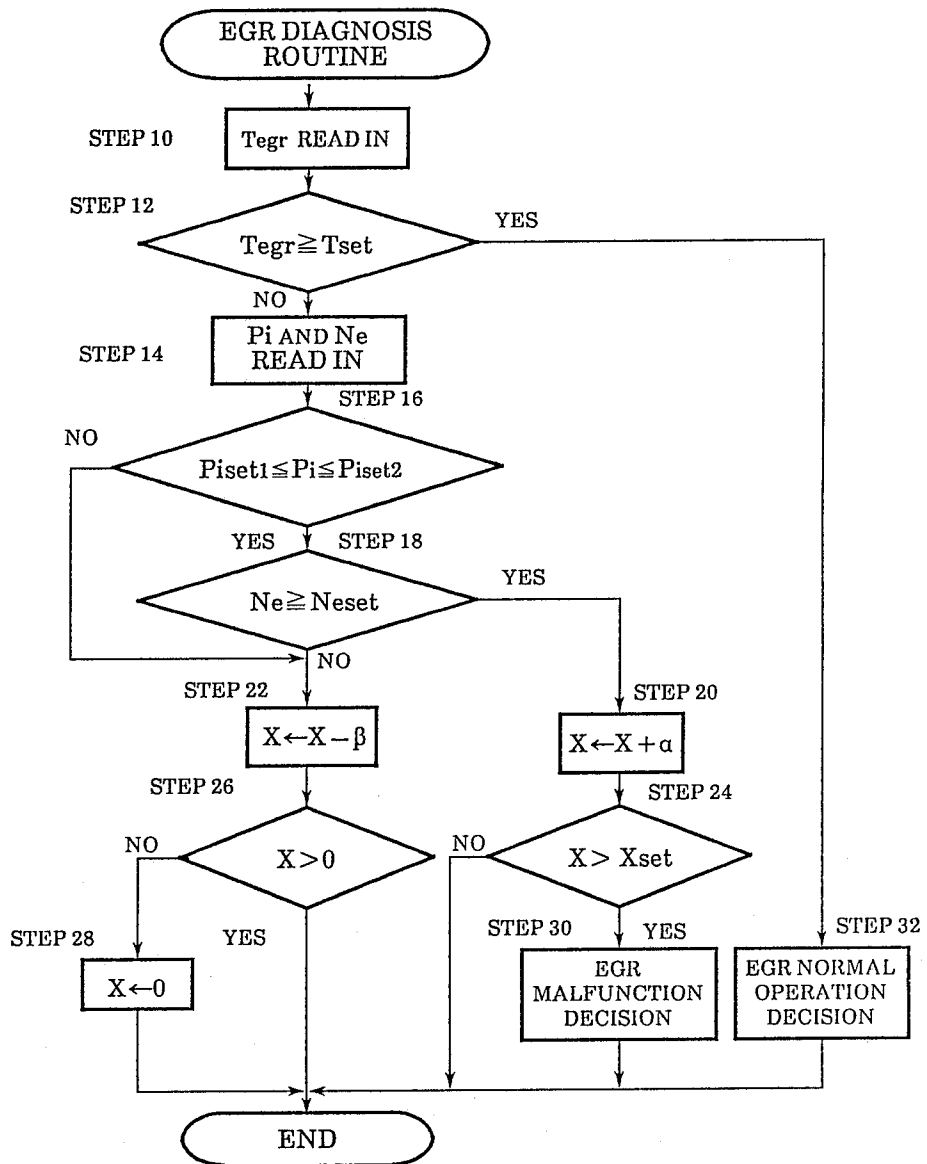 EGR DIAGNOSIS
ROUTINE
STEP 10
Tegr READ IN
STEP 12
YES
Tegr≧Tset
NO
Pi AND Ne
READ IN
STEP 14
STEP 16
NO
Piset1≦Pi≦Piset2
YES
STEP 18
YES
Ne≧Neset
NO
STEP 22
STEP 20
X←X−β
X←X+α
STEP 26
STEP 24
NO
X>0
NO
X> Xset
STEP 28
YES
STEP 30
YES
STEP 32
X←0
EGR
MALFUNCTION
DECISION
EGR NORMAL
OPERATION
DECISION
END